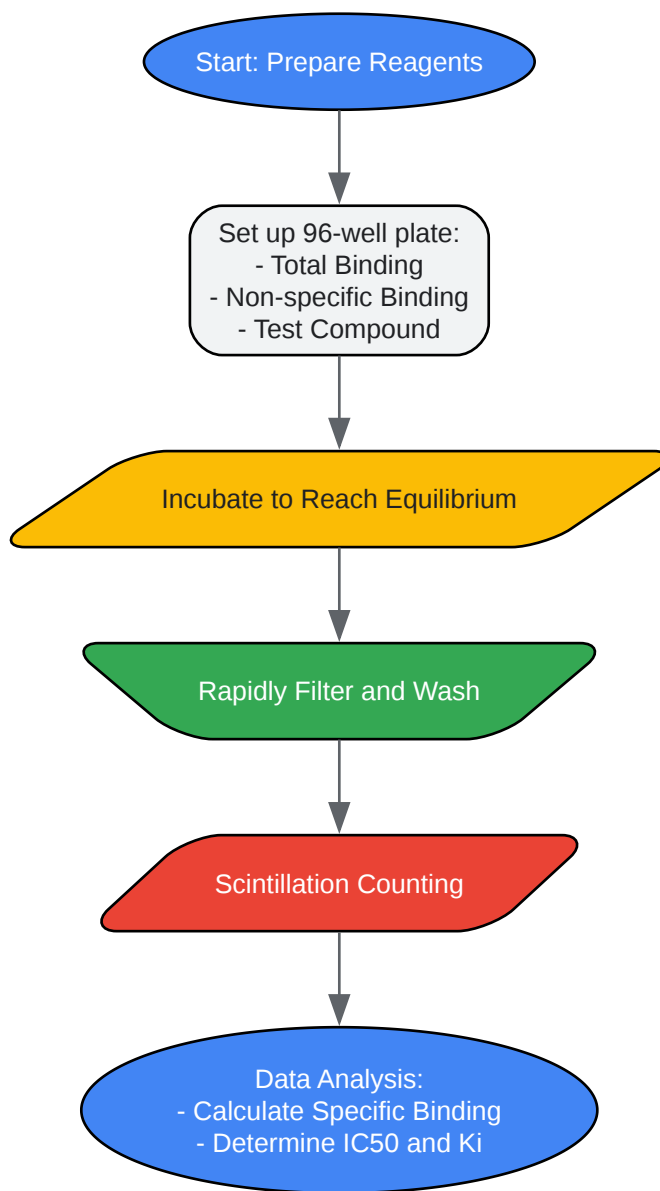 Start: Prepare Reagents
Set up 96-well plate:
- Total Binding
- Non-specific Binding
- Test Compound
Incubate to Reach Equilibrium
Rapidly Filter and Wash
Scintillation Counting
Data Analysis:
- Calculate Specific Binding
- Determine IC50 and Ki